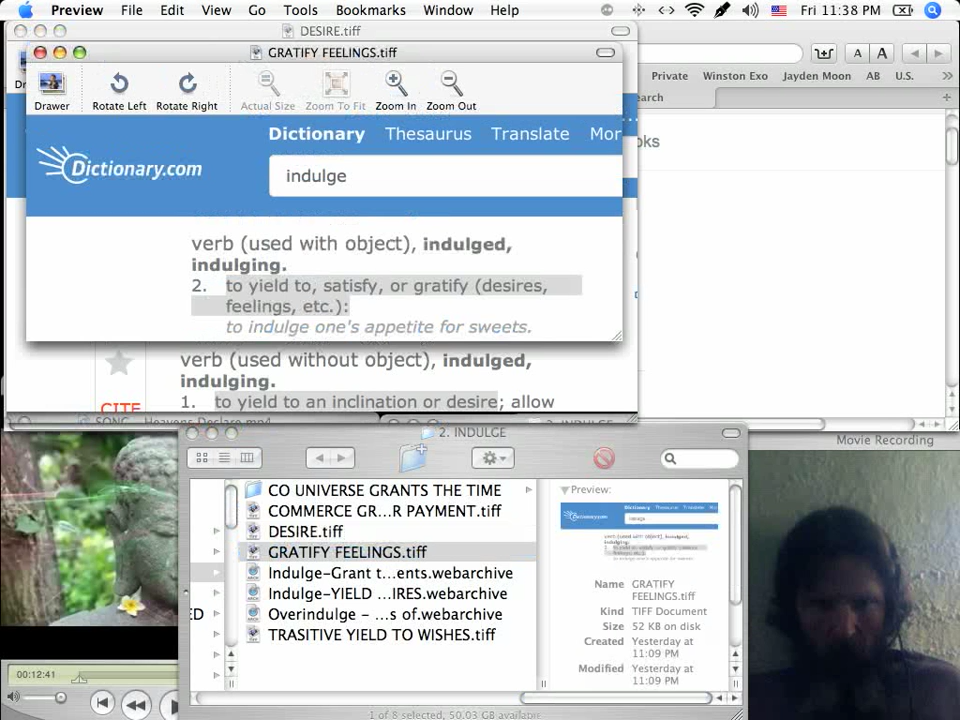 Preview File Edit View Go Tools Bookmarks Window Help Fri 11:38 PM
DESIRE.tiff
GRATIFY FEELINGS.tiff
Drawer Rotate Left Rotate Right Actual Size Zoom To Fit Zoom In Zoom Out
A A
Private Winston Exo Jayden Moon AB U.S. »
earch
Dictionary Thesaurus Translate Mor
oks
Dictionary.com
indulge
verb (used with object), indulged,
indulging.
2. to yield to, satisfy, or gratify (desires,
feelings, etc.):
to indulge one's appetite for sweets.
verb (used without object), indulged,
indulging.
CITE
1. to yield to an inclination or desire; allow
2. INDULGE
Movie Recording
CO UNIVERSE GRANTS THE TIME
COMMERCE GR...R PAYMENT.tiff
DESIRE.tiff
GRATIFY FEELINGS.tiff
Indulge-Grant t...ents.webarchive
Indulge-YIELD ...IRES.webarchive
ED
Overindulge - ...s of.webarchive
TRASITIVE YIELD TO WISHES.tiff
Preview:
Name GRATIFY
FEELINGS.tiff
Kind TIFF Document
Size 52 KB on disk
Created Yesterday at
11:09 PM
Modified Yesterday at
11:09 PM
00:12:41
1 of 8 selected, 50.03 GB available